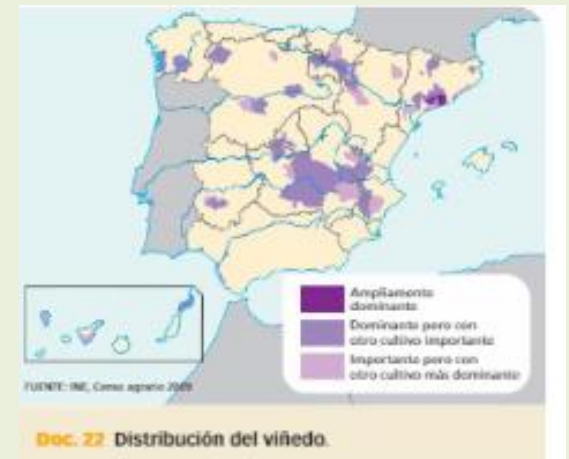 Ampliamente
dominante
Dominante pero con
otro cultivo importante
Importante pero con
otro cultivo más dominante
FUENTE: INE, Censo agrario 2009
Doc. 22 Distribución del viñedo.